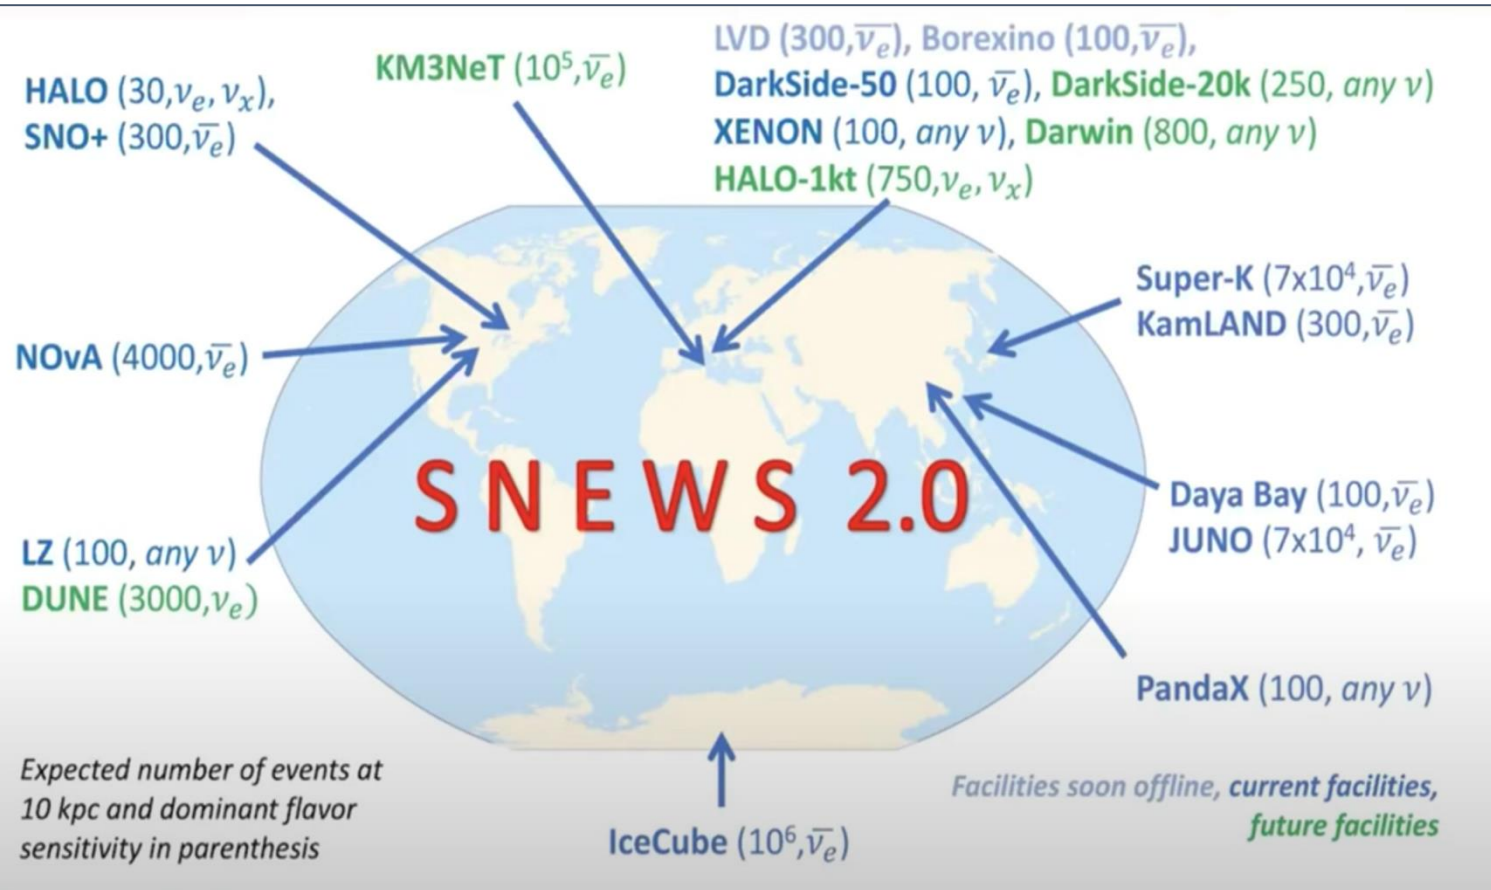 LVD (300,ν̅ₑ), Borexino (100,ν̅ₑ),
KM3NeT (10⁵,ν̅ₑ)
DarkSide-50 (100, ν̅ₑ), DarkSide-20k (250, any ν)
HALO (30,νₑ, νₓ),
SNO+ (300,ν̅ₑ)
XENON (100, any ν), Darwin (800, any ν)
HALO-1kt (750,νₑ, νₓ)
Super-K (7x10⁴,ν̅ₑ)
KamLAND (300,ν̅ₑ)
NOvA (4000,ν̅ₑ)
SNEWS 2.0
Daya Bay (100,ν̅ₑ)
JUNO (7x10⁴, ν̅ₑ)
LZ (100, any ν)
DUNE (3000,νₑ)
PandaX (100, any ν)
Expected number of events at
10 kpc and dominant flavor
sensitivity in parenthesis
Facilities soon offline, current facilities,
future facilities
IceCube (10⁶,ν̅ₑ)